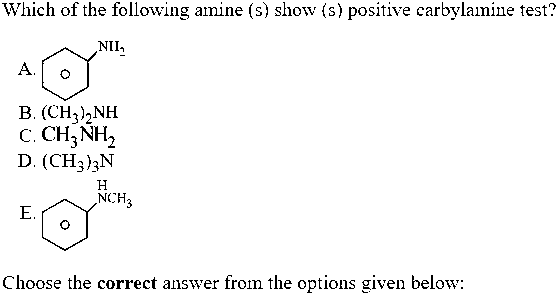 Which of the following amine (s) show (s) positive carbylamine test?
A. NH₂
B. (CH₃)₂NH
C. CH₃NH₂
D. (CH₃)₃N
H
E. NCH₃
Choose the correct answer from the options given below: